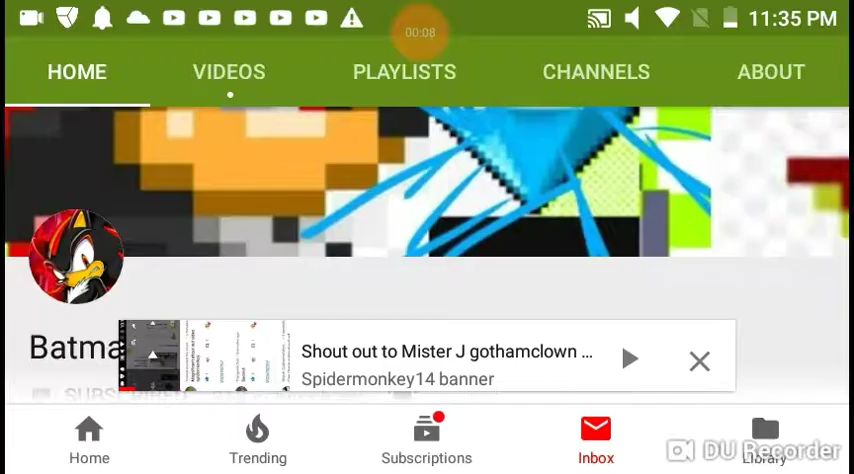 00:08
11:35 PM
HOME VIDEOS PLAYLISTS CHANNELS ABOUT
Batma
Shout out to Mister J gothamclown ...
Spidermonkey14 banner
SUBSCRIBED
Home Trending Subscriptions Inbox Library
DU Recorder